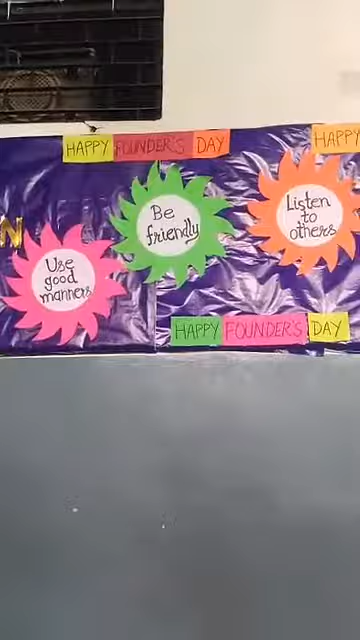 HAPPY FOUNDER'S DAY
HAPPY
N
Use
good
manners
Be
friendly
Listen
to
others
HAPPY FOUNDER'S DAY